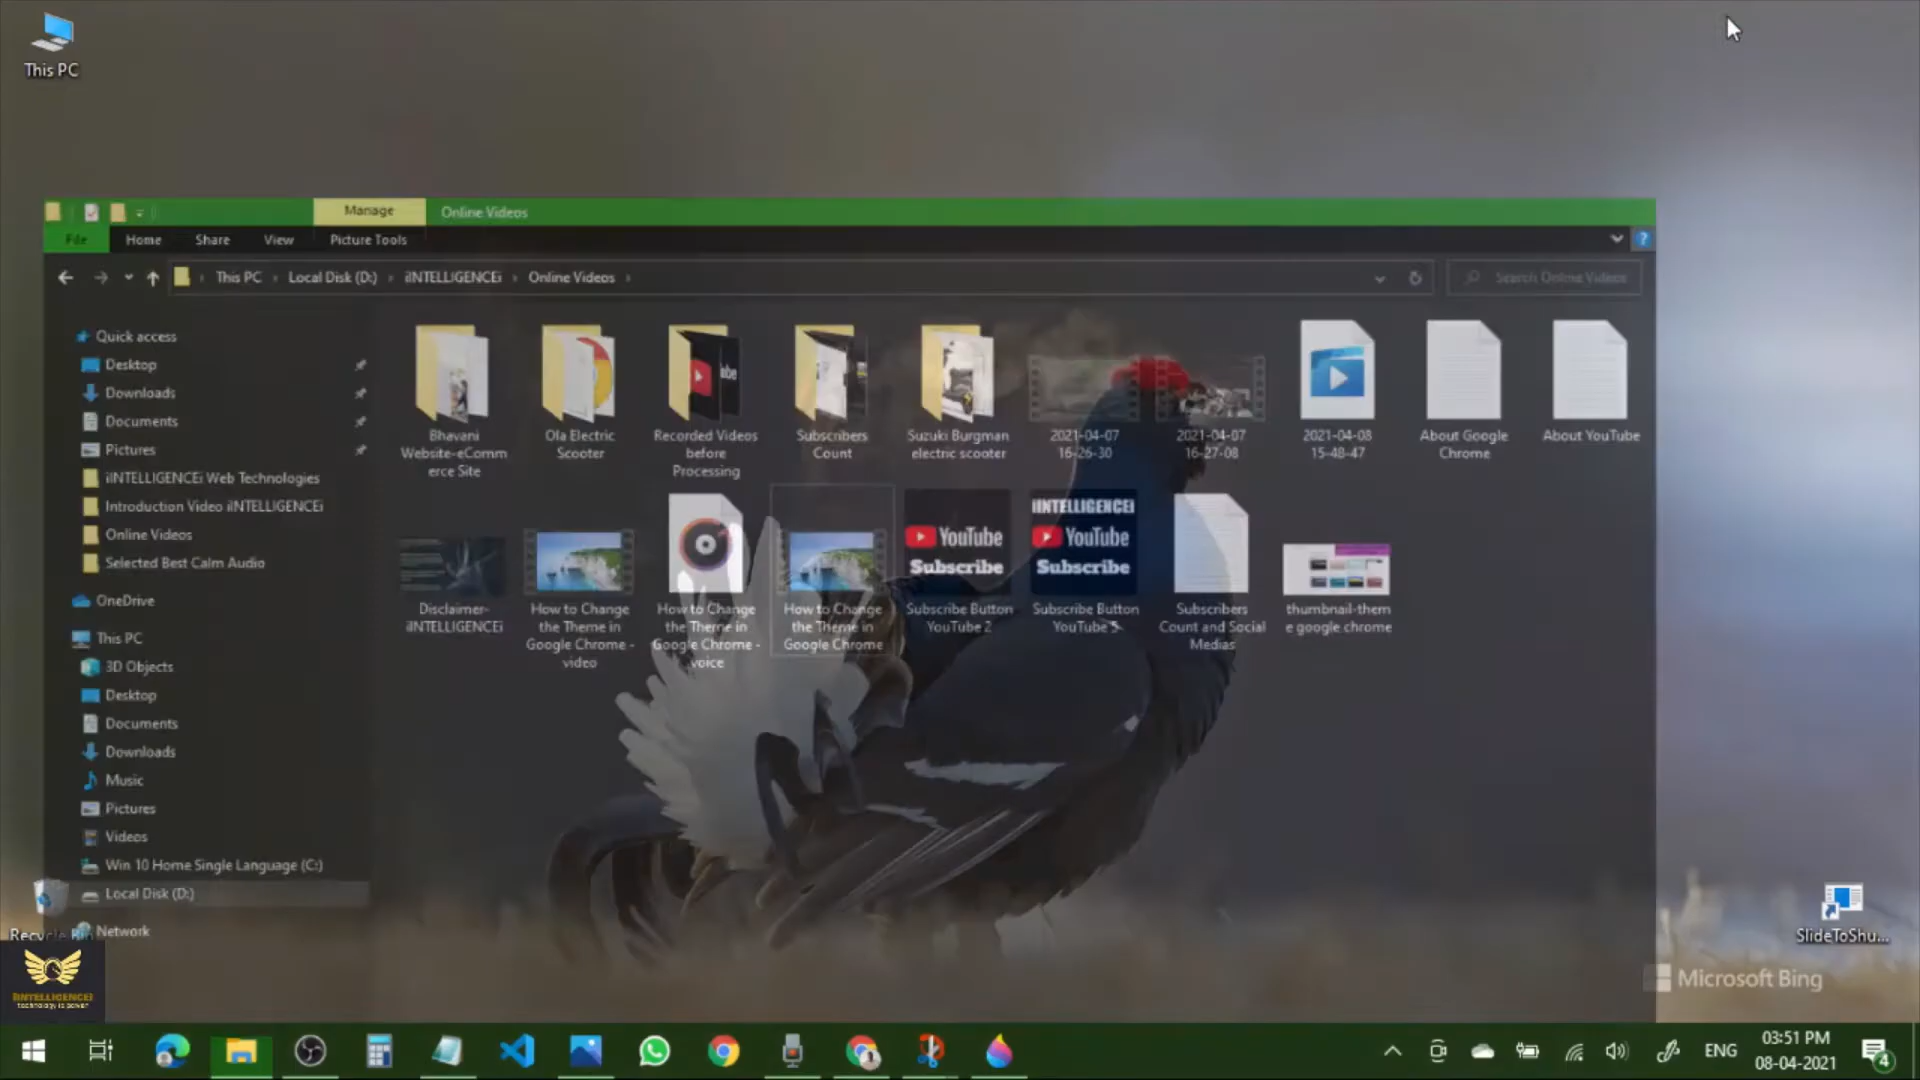 This PC
Manage
Online Videos
File
Home
Share
View
Picture Tools
This PC
Local Disk (D:)
iINTELLIGENCEi
Online Videos
Search Online Videos
Quick access
Desktop
Downloads
Documents
Pictures
iINTELLIGENCEi Web Technologies
Introduction Video iINTELLIGENCEi
Online Videos
Selected Best Calm Audio
OneDrive
This PC
3D Objects
Desktop
Documents
Downloads
Music
Pictures
Videos
Win 10 Home Single Language (C:)
Local Disk (D:)
Network
Bhavani
Website-eComm
erce Site
Ola Electric
Scooter
Recorded Videos
before
Processing
Subscribers
Count
Suzuki Burgman
electric scooter
2021-04-07
16-26-30
2021-04-07
16-27-08
2021-04-08
15-48-47
About Google
Chrome
About YouTube
Disclaimer-
iINTELLIGENCEi
How to Change
the Theme in
Google Chrome -
video
How to Change
the Theme in
Google Chrome -
voice
How to Change
the Theme in
Google Chrome
YouTube
Subscribe
Subscribe Button
YouTube 2
iINTELLIGENCEi
YouTube
Subscribe
Subscribe Button
YouTube 5
Subscribers
Count and Social
Medias
thumbnail-them
e google chrome
Recycle Bin
iINTELLIGENCEi
technology is power
SlideToShu...
Microsoft Bing
ENG
03:51 PM
08-04-2021
4